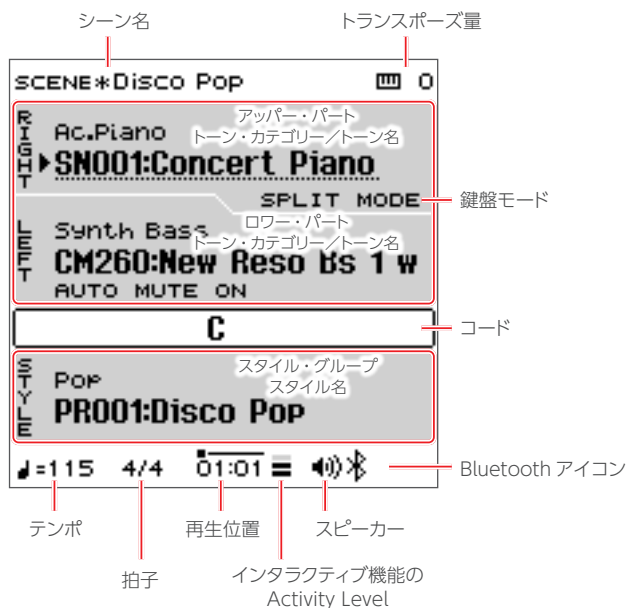 シーン名
トランスポーズ量
SCENE*Disco Pop
0
RIGHT
アッパー・パート
Ac.Piano
トーン・カテゴリー／トーン名
SN001:Concert Piano
SPLIT MODE
鍵盤モード
LEFT
ロワー・パート
Synth Bass
トーン・カテゴリー／トーン名
CM260:New Reso Bs 1 w
AUTO MUTE ON
C
コード
STYLE
スタイル・グループ
Pop
スタイル名
PR001:Disco Pop
♩=115 4/4 01:01
Bluetooth アイコン
テンポ
再生位置
スピーカー
拍子
インタラクティブ機能の
Activity Level